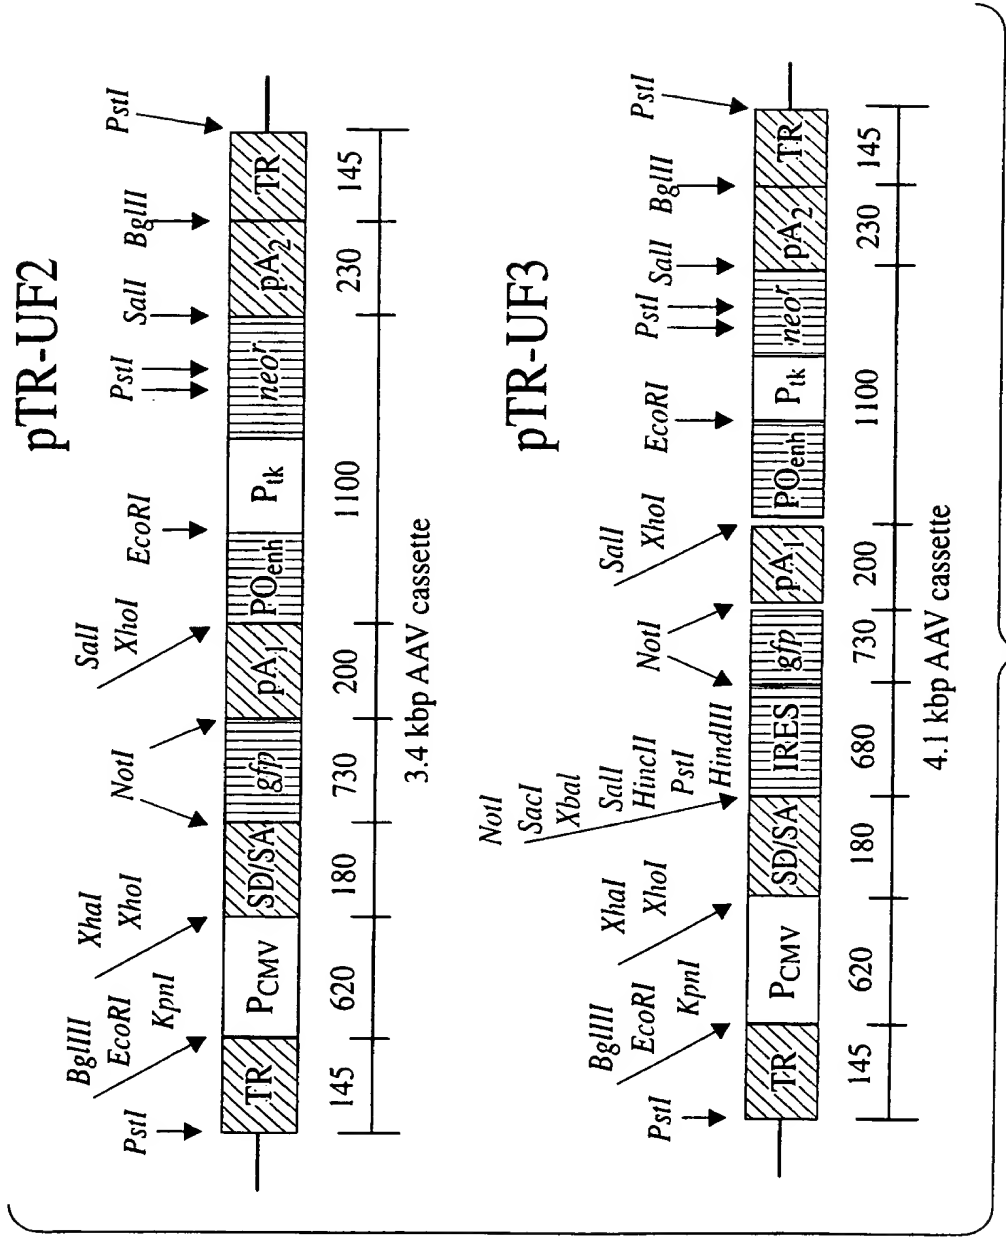 pTR-UF2
PstI
BglIII
EcoRI
KpnI
XhaI
XhoI
NotI
SalI
XhoI
EcoRI
PstI
SalI
BglII
PstI
TR PCMV SD/SA gfp pA1 POenh Ptk neor pA2 TR
145 620 180 730 200 1100 230 145
3.4 kbp AAV cassette
pTR-UF3
PstI
BglIII
EcoRI
KpnI
XhaI
XhoI
NotI
SacI
Xbal
SalI
HincII
PstI
HindIII
NotI
SalI
XhoI
EcoRI
PstI
SalI
BglII
PstI
TR PCMV SD/SA IRES gfp pA1 POenh Ptk neor pA2 TR
145 620 180 680 730 200 1100 230 145
4.1 kbp AAV cassette